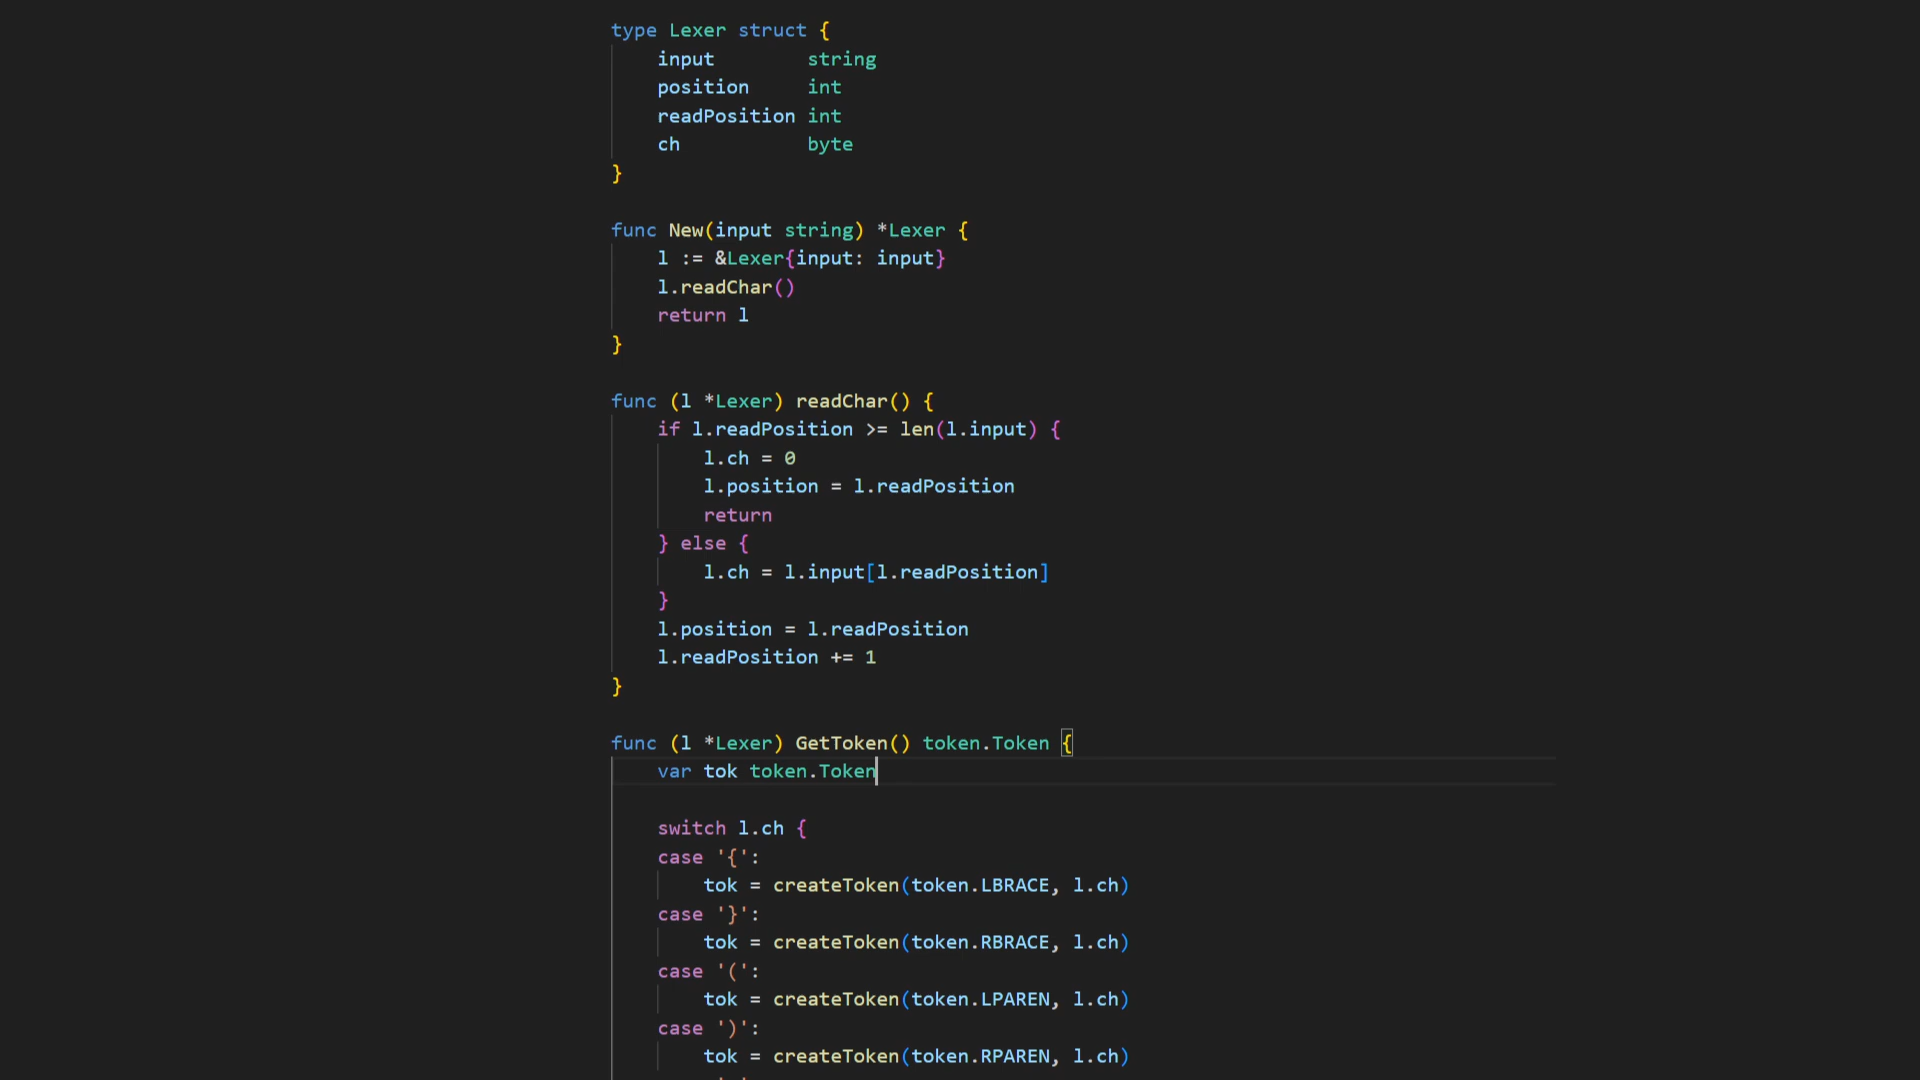 type Lexer struct {
    input        string
    position     int
    readPosition int
    ch           byte
}

func New(input string) *Lexer {
    l := &Lexer{input: input}
    l.readChar()
    return l
}

func (l *Lexer) readChar() {
    if l.readPosition >= len(l.input) {
        l.ch = 0
        l.position = l.readPosition
        return
    } else {
        l.ch = l.input[l.readPosition]
    }
    l.position = l.readPosition
    l.readPosition += 1
}

func (l *Lexer) GetToken() token.Token {
    var tok token.Token

    switch l.ch {
    case '{':
        tok = createToken(token.LBRACE, l.ch)
    case '}':
        tok = createToken(token.RBRACE, l.ch)
    case '(':
        tok = createToken(token.LPAREN, l.ch)
    case ')':
        tok = createToken(token.RPAREN, l.ch)